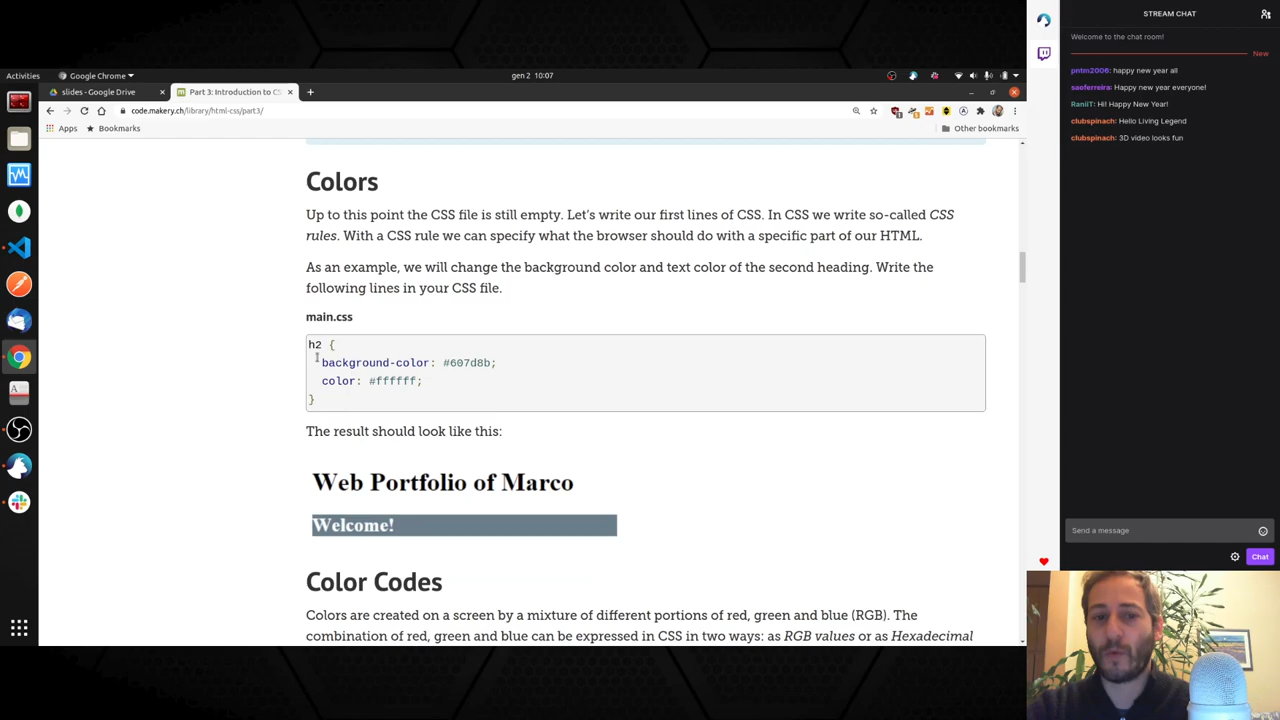 STREAM CHAT
Welcome to the chat room!
New
pntm2006: happy new year all
saoferreira: Happy new year everyone!
RaniiT: Hi! Happy New Year!
clubspinach: Hello Living Legend
clubspinach: 3D video looks fun
Send a message
Chat
Activities
Google Chrome
gen 2 10:07
slides - Google Drive
Part 3: Introduction to C
code.makery.ch/library/html-css/part3/
Apps
Bookmarks
Other bookmarks
Colors
Up to this point the CSS file is still empty. Let's write our first lines of CSS. In CSS we write so-called CSS
rules. With a CSS rule we can specify what the browser should do with a specific part of our HTML.
As an example, we will change the background color and text color of the second heading. Write the
following lines in your CSS file.
main.css
h2 {
background-color: #607d8b;
color: #ffffff;
}
The result should look like this:
Web Portfolio of Marco
Welcome!
Color Codes
Colors are created on a screen by a mixture of different portions of red, green and blue (RGB). The
combination of red, green and blue can be expressed in CSS in two ways: as RGB values or as Hexadecimal